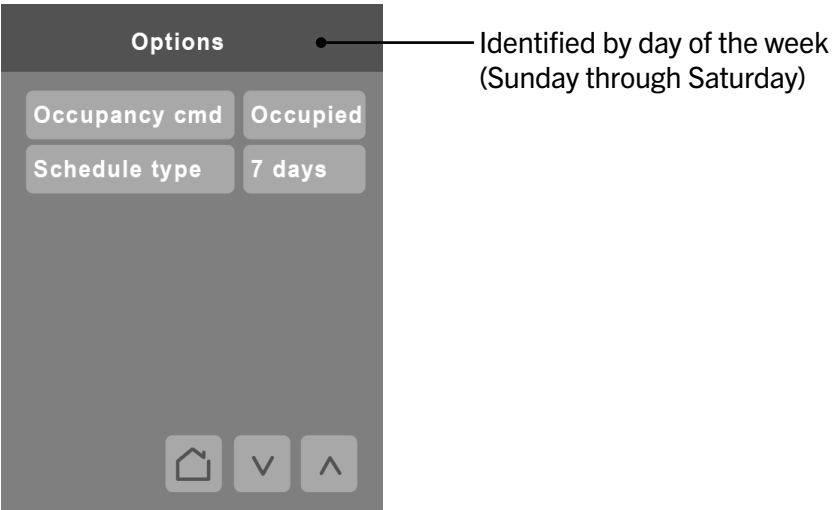 Options
Identified by day of the week
(Sunday through Saturday)
Occupancy cmd Occupied
Schedule type 7 days